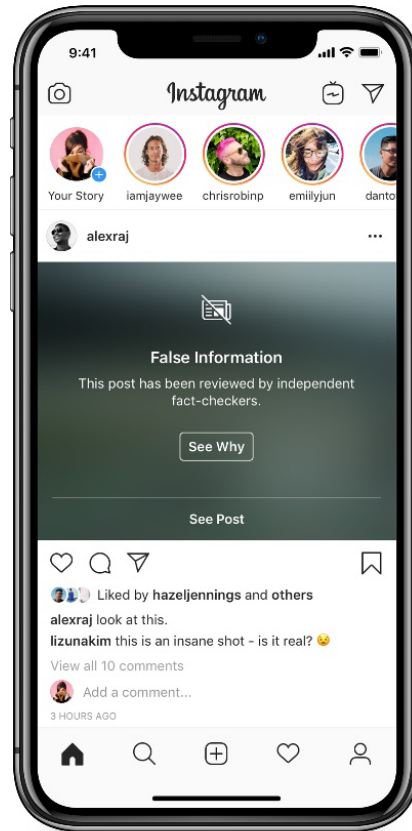 9:41
Instagram
Your Story iamjaywee chrisrobinp emiilyjun danto
alexraj
False Information
This post has been reviewed by independent
fact-checkers.
See Why
See Post
Liked by hazeljennings and others
alexraj look at this.
lizunakim this is an insane shot - is it real? 😣
View all 10 comments
Add a comment...
3 HOURS AGO